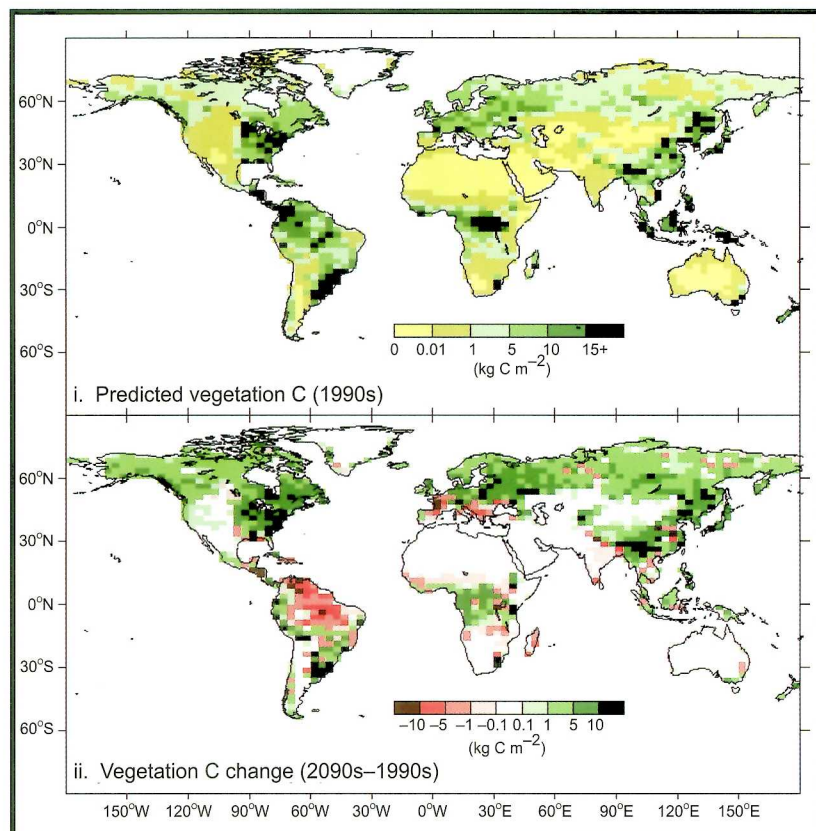 60°N
30°N
0°N
30°S
60°S
0 0.01 1 5 10 15+
(kg C m–2)
i. Predicted vegetation C (1990s)
60°N
30°N
0°N
30°S
60°S
–10 –5 –1 –0.1 0.1 1 5 10
(kg C m–2)
ii. Vegetation C change (2090s–1990s)
150°W 120°W 90°W 60°W 30°W 0°W 30°E 60°E 90°E 120°E 150°E